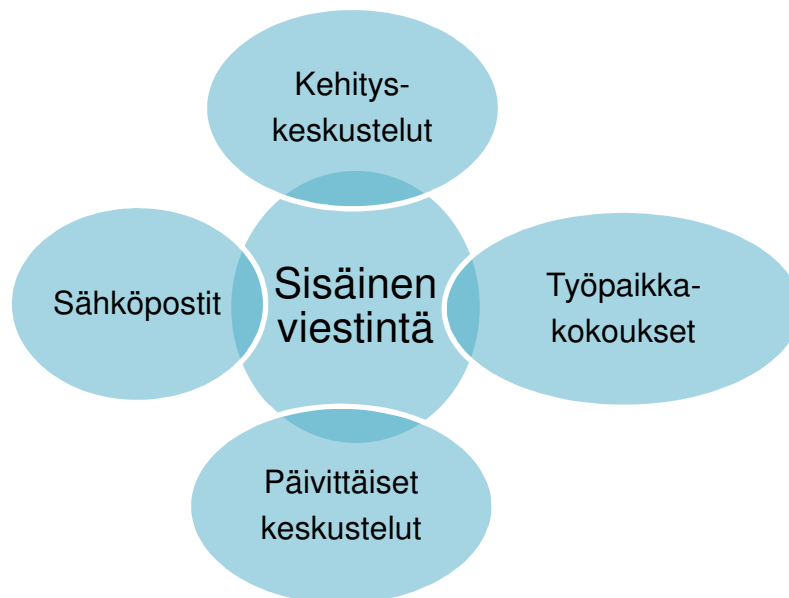 Kehitys-
keskustelut
Sähköpostit
Sisäinen
viestintä
Työpaikka-
kokoukset
Päivittäiset
keskustelut